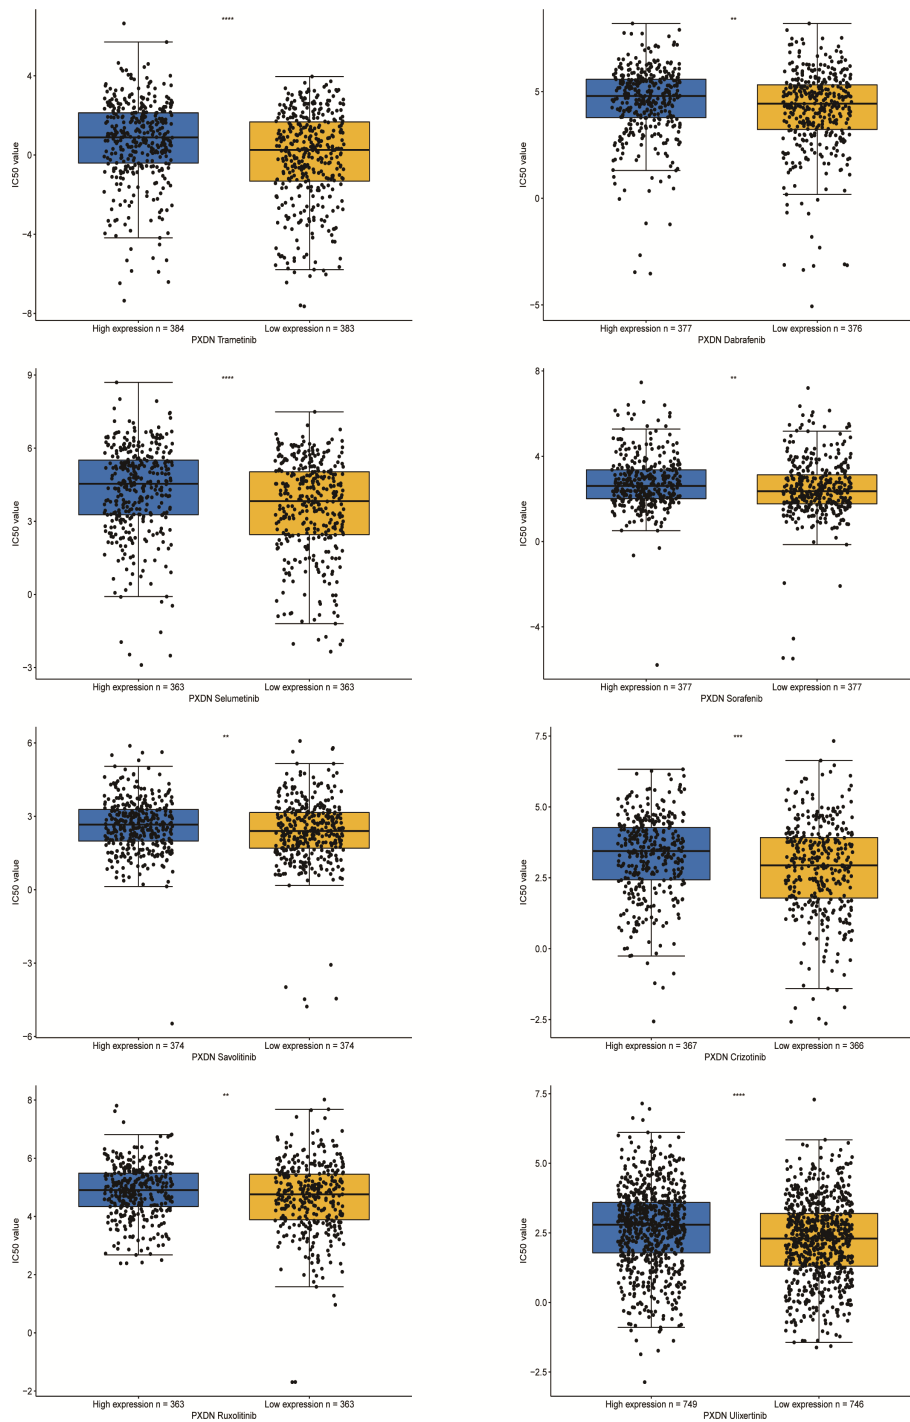 ****
IC50 value
4
0
−4
−8
High expression n = 384
Low expression n = 383
PXDN Trametinib
**
IC50 value
5
0
−5
High expression n = 377
Low expression n = 376
PXDN Dabrafenib
****
IC50 value
9
6
3
0
−3
High expression n = 363
Low expression n = 363
PXDN Selumetinib
**
IC50 value
8
4
0
−4
High expression n = 377
Low expression n = 377
PXDN Sorafenib
**
IC50 value
6
3
0
−3
−6
High expression n = 374
Low expression n = 374
PXDN Savolitinib
***
IC50 value
7.5
5.0
2.5
0.0
−2.5
High expression n = 367
Low expression n = 366
PXDN Crizotinib
**
IC50 value
8
6
4
2
0
−2
High expression n = 363
Low expression n = 363
PXDN Ruxolitinib
****
IC50 value
7.5
5.0
2.5
0.0
−2.5
High expression n = 749
Low expression n = 746
PXDN Ulixertinib